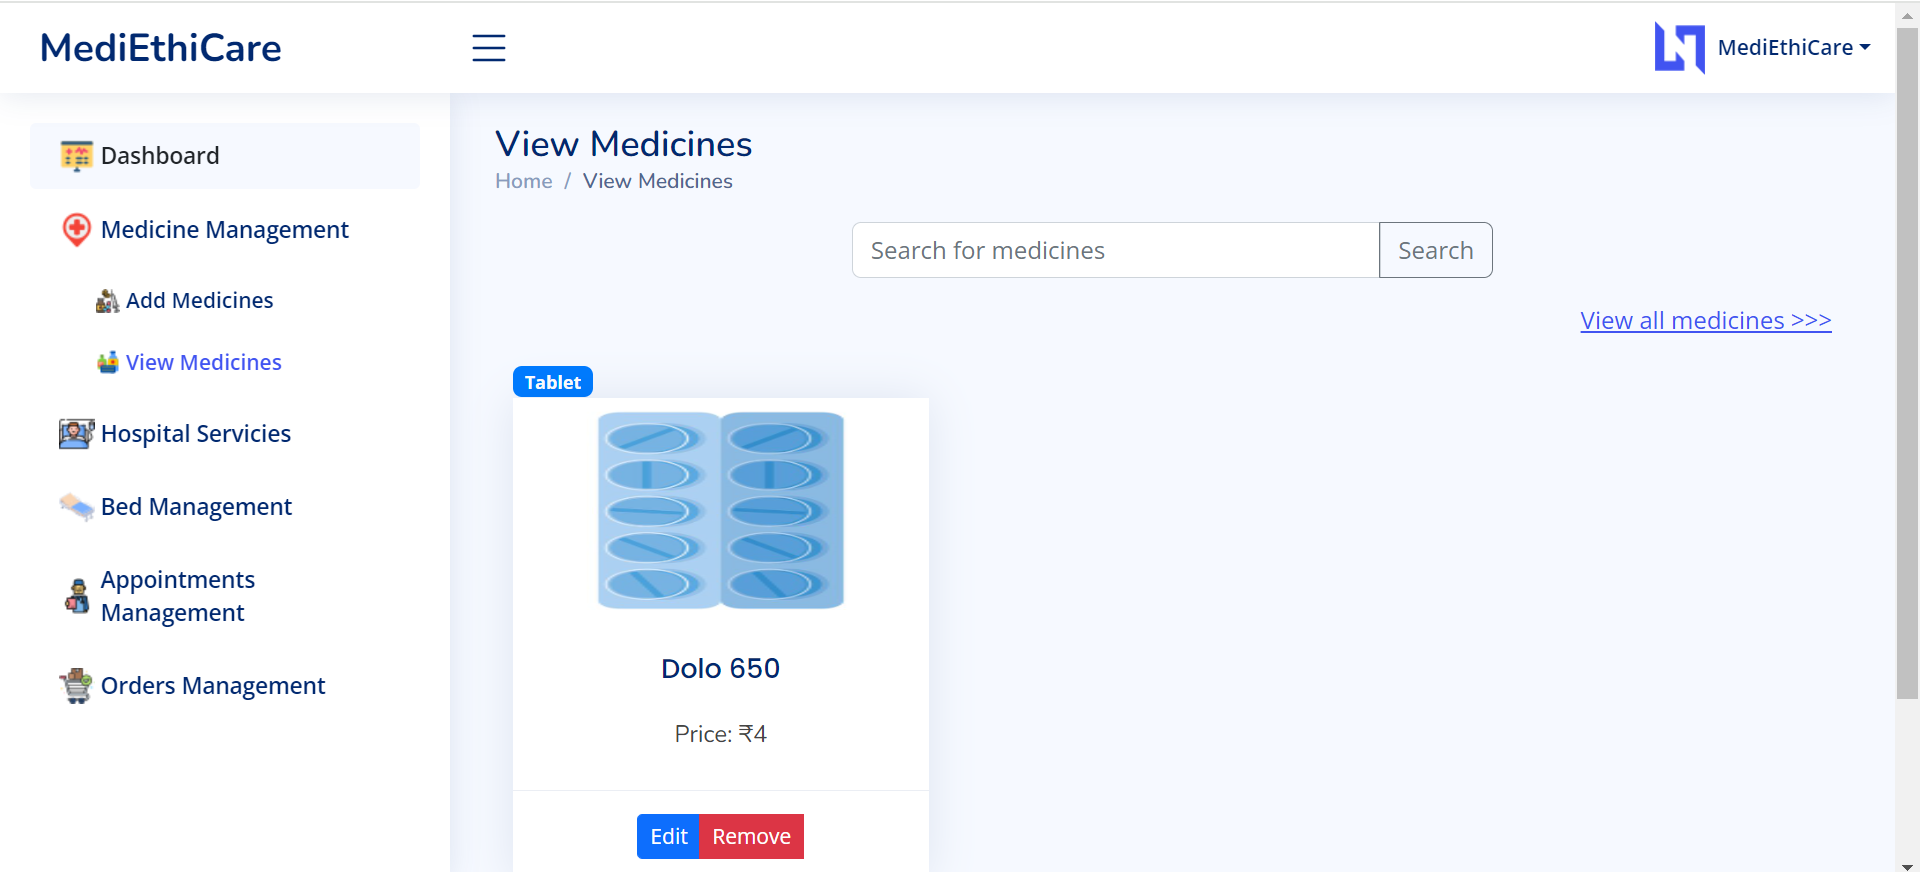 MediEthiCare
MediEthiCare
Dashboard
Medicine Management
Add Medicines
View Medicines
Hospital Servicies
Bed Management
Appointments
Management
Orders Management
View Medicines
Home / View Medicines
Search for medicines Search
View all medicines >>>
Tablet
Dolo 650
Price: ₹4
Edit Remove